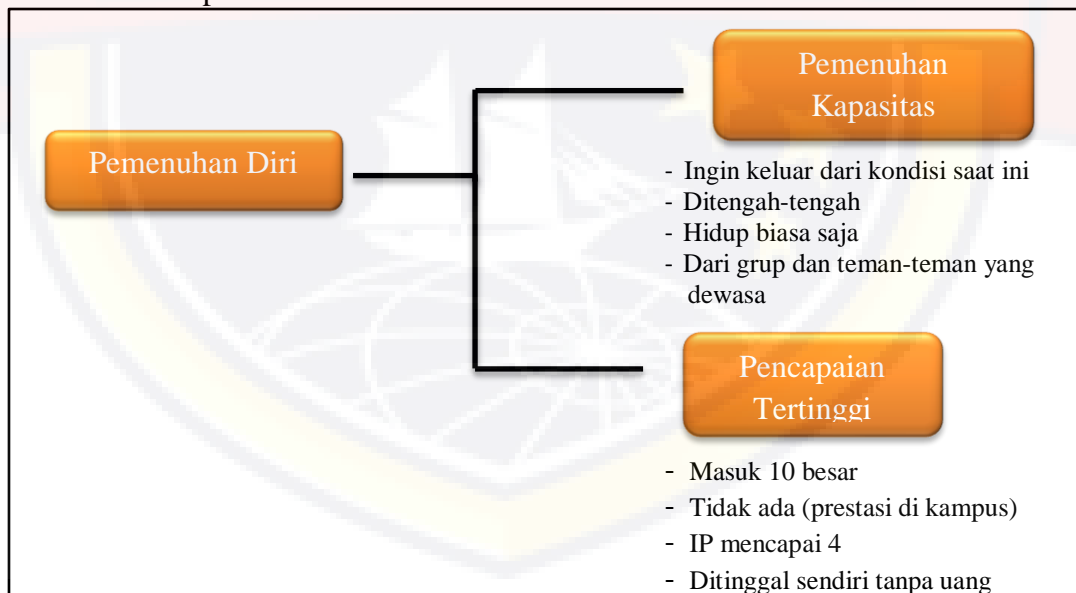 Pemenuhan Diri
Pemenuhan
Kapasitas
- Ingin keluar dari kondisi saat ini
- Ditengah-tengah
- Hidup biasa saja
- Dari grup dan teman-teman yang
dewasa
Pencapaian
Tertinggi
- Masuk 10 besar
- Tidak ada (prestasi di kampus)
- IP mencapai 4
- Ditinggal sendiri tanpa uang